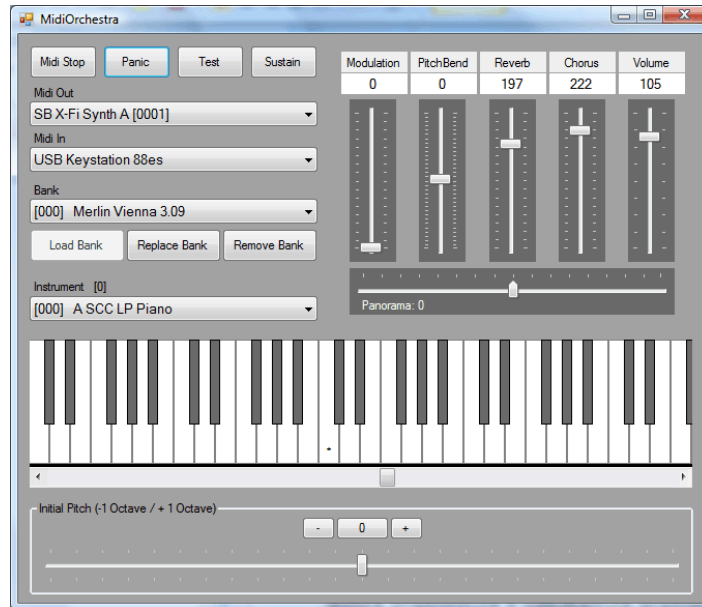 MidiOrchestra
Midi Stop Panic Test Sustain
Modulation PitchBend Reverb Chorus Volume
0 0 197 222 105
Midi Out
SB X-Fi Synth A [0001]
Midi In
USB Keystation 88es
Bank
[000] Merlin Vienna 3.09
Load Bank Replace Bank Remove Bank
Instrument [0]
[000] A SCC LP Piano
Panorama: 0
Initial Pitch (-1 Octave / + 1 Octave)
- 0 +